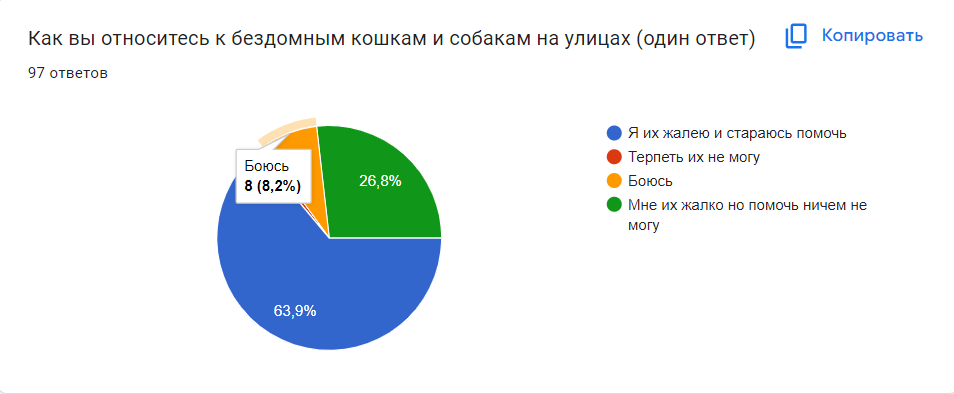 Как вы относитесь к бездомным кошкам и собакам на улицах (один ответ)
Копировать
97 ответов
Боюсь
8 (8,2%)
26,8%
63,9%
Я их жалею и стараюсь помочь
Терпеть их не могу
Боюсь
Мне их жалко но помочь ничем не
могу